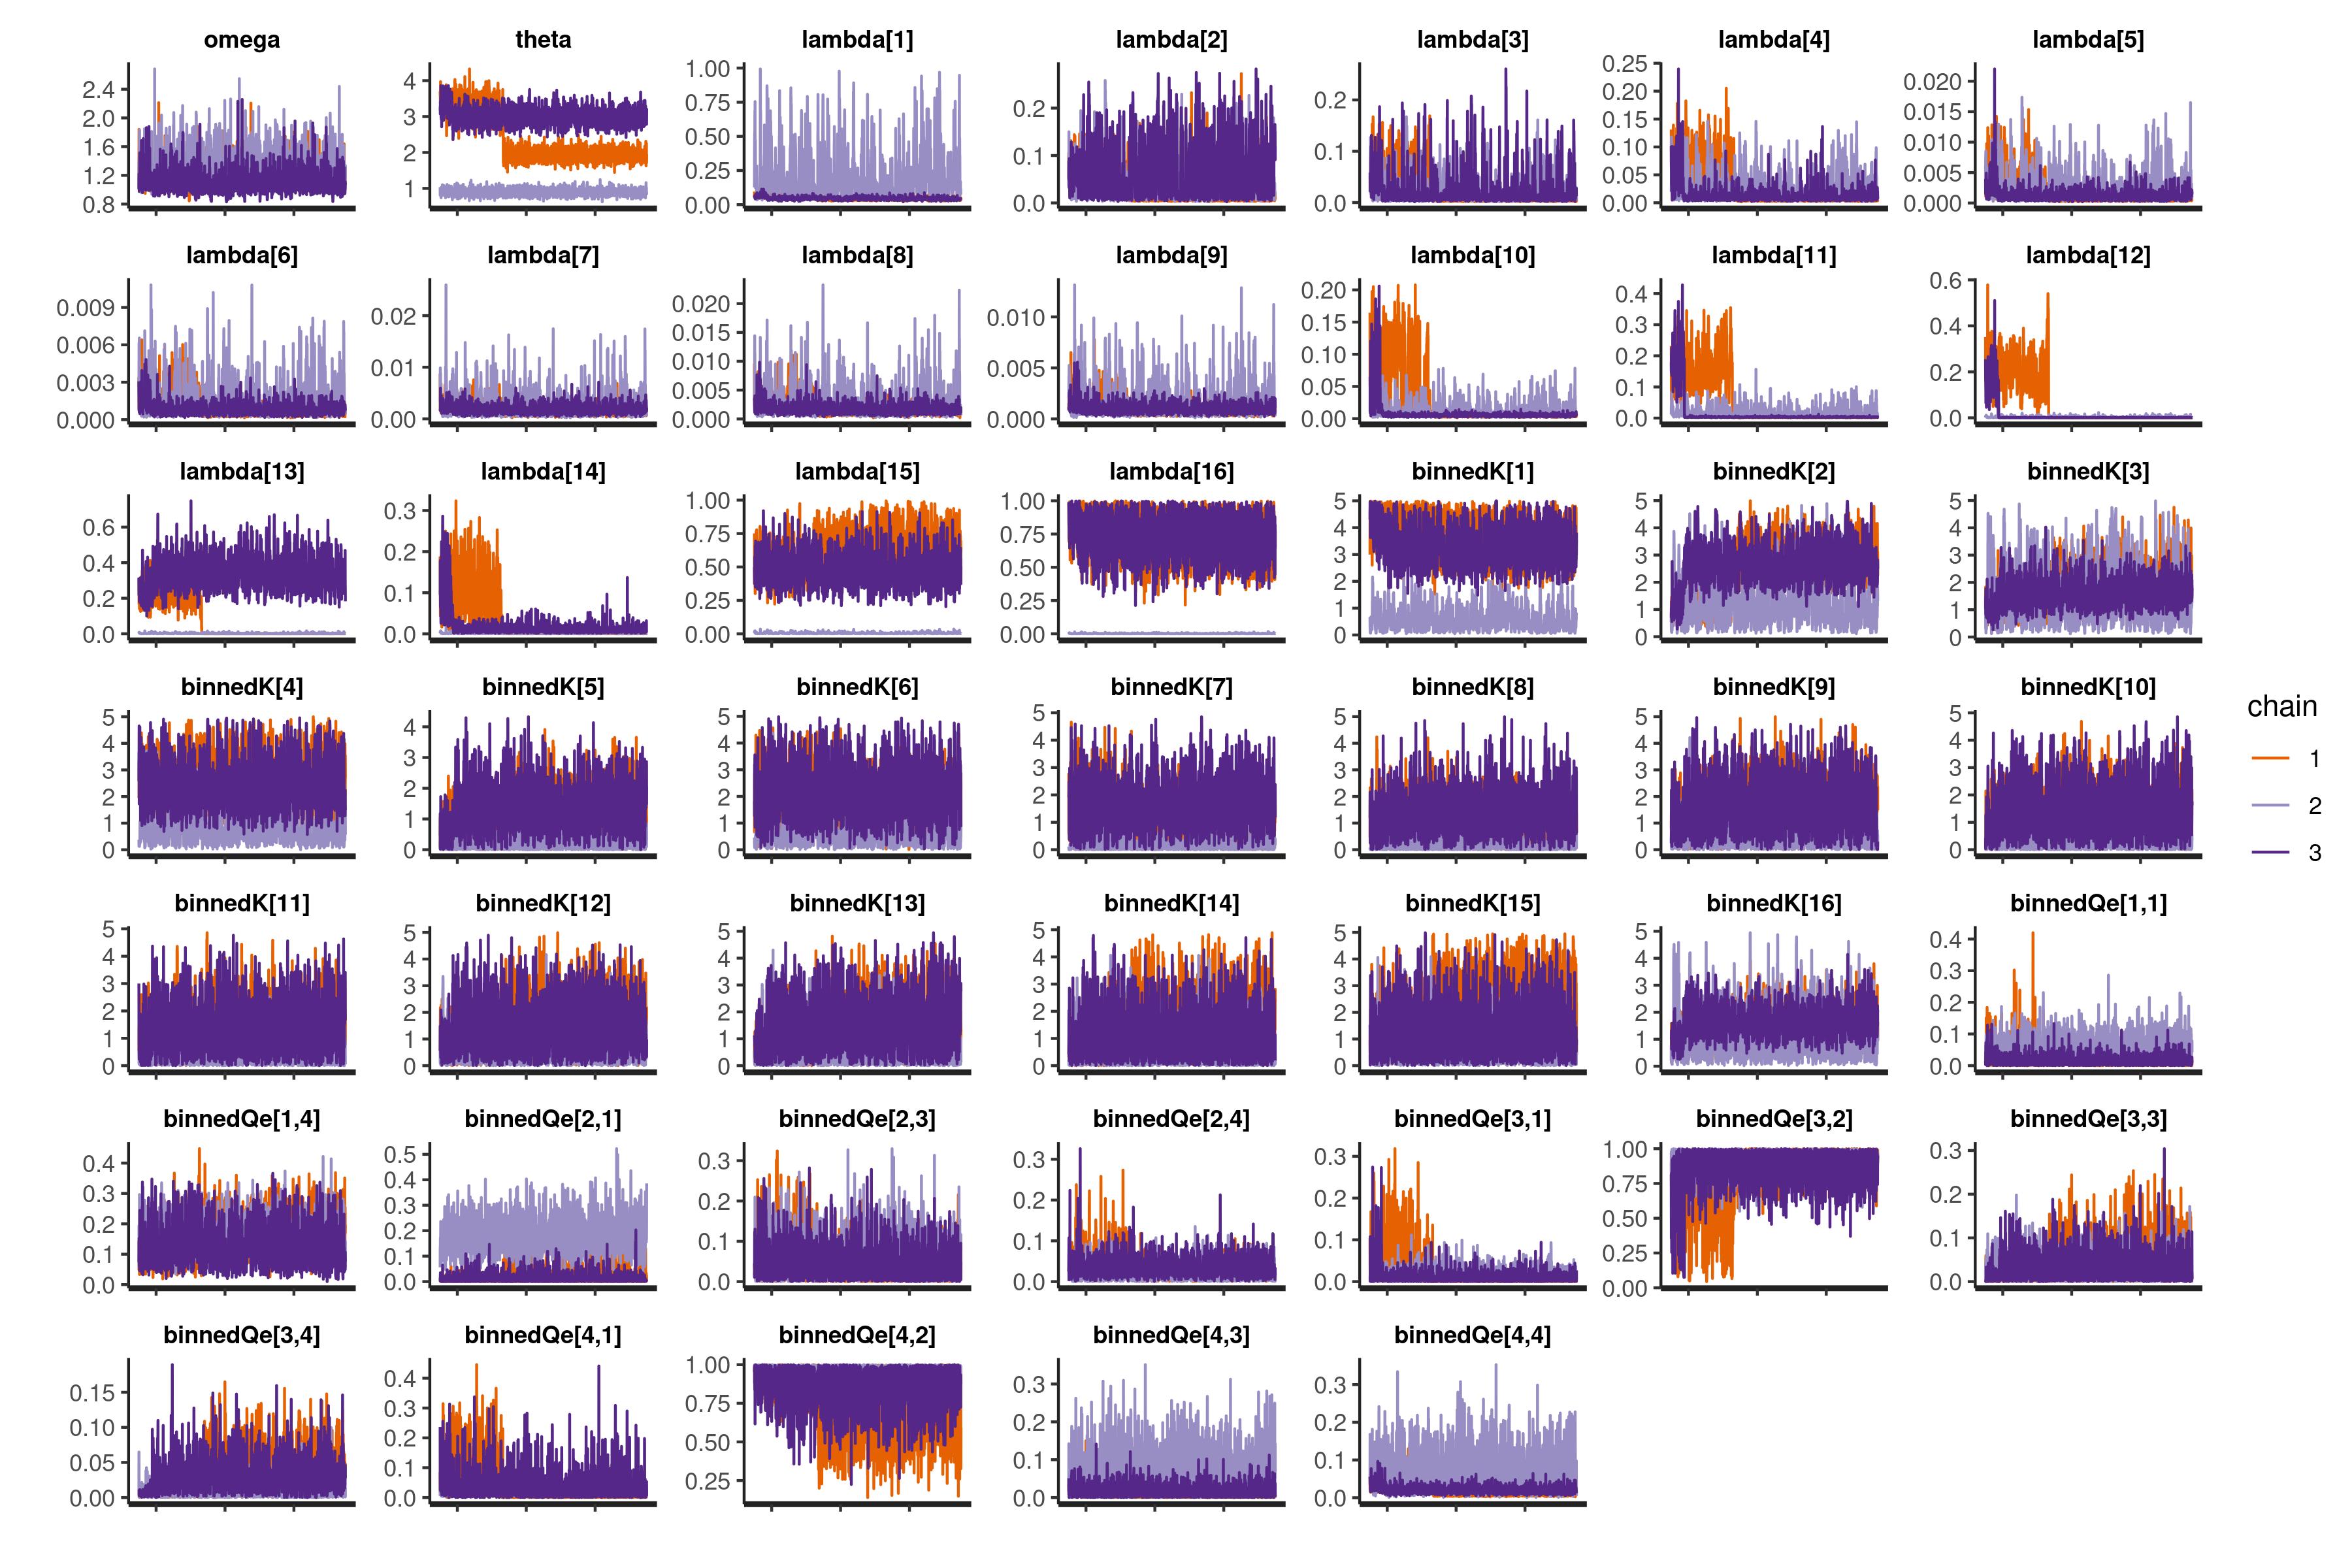 omega theta lambda[1] lambda[2] lambda[3] lambda[4] lambda[5]
2.4 2.0 1.6 1.2 0.8
4 3 2 1
1.00 0.75 0.50 0.25 0.00
0.2 0.1 0.0
0.2 0.1 0.0
0.25 0.20 0.15 0.10 0.05 0.00
0.020 0.015 0.010 0.005 0.000
lambda[6] lambda[7] lambda[8] lambda[9] lambda[10] lambda[11] lambda[12]
0.009 0.006 0.003 0.000
0.02 0.01 0.00
0.020 0.015 0.010 0.005 0.000
0.010 0.005 0.000
0.20 0.15 0.10 0.05 0.00
0.4 0.3 0.2 0.1 0.0
0.6 0.4 0.2 0.0
lambda[13] lambda[14] lambda[15] lambda[16] binnedK[1] binnedK[2] binnedK[3]
0.6 0.4 0.2 0.0
0.3 0.2 0.1 0.0
1.00 0.75 0.50 0.25 0.00
1.00 0.75 0.50 0.25 0.00
5 4 3 2 1 0
5 4 3 2 1 0
5 4 3 2 1 0
binnedK[4] binnedK[5] binnedK[6] binnedK[7] binnedK[8] binnedK[9] binnedK[10]
5 4 3 2 1 0
4 3 2 1 0
5 4 3 2 1 0
5 4 3 2 1 0
5 4 3 2 1 0
5 4 3 2 1 0
5 4 3 2 1 0
chain
1
2
3
binnedK[11] binnedK[12] binnedK[13] binnedK[14] binnedK[15] binnedK[16] binnedQe[1,1]
5 4 3 2 1 0
5 4 3 2 1 0
5 4 3 2 1 0
5 4 3 2 1 0
5 4 3 2 1 0
5 4 3 2 1 0
0.4 0.3 0.2 0.1 0.0
binnedQe[1,4] binnedQe[2,1] binnedQe[2,3] binnedQe[2,4] binnedQe[3,1] binnedQe[3,2] binnedQe[3,3]
0.4 0.3 0.2 0.1 0.0
0.5 0.4 0.3 0.2 0.1 0.0
0.3 0.2 0.1 0.0
0.3 0.2 0.1 0.0
0.3 0.2 0.1 0.0
1.00 0.75 0.50 0.25 0.00
0.3 0.2 0.1 0.0
binnedQe[3,4] binnedQe[4,1] binnedQe[4,2] binnedQe[4,3] binnedQe[4,4]
0.15 0.10 0.05 0.00
0.4 0.3 0.2 0.1 0.0
1.00 0.75 0.50 0.25
0.3 0.2 0.1 0.0
0.3 0.2 0.1 0.0